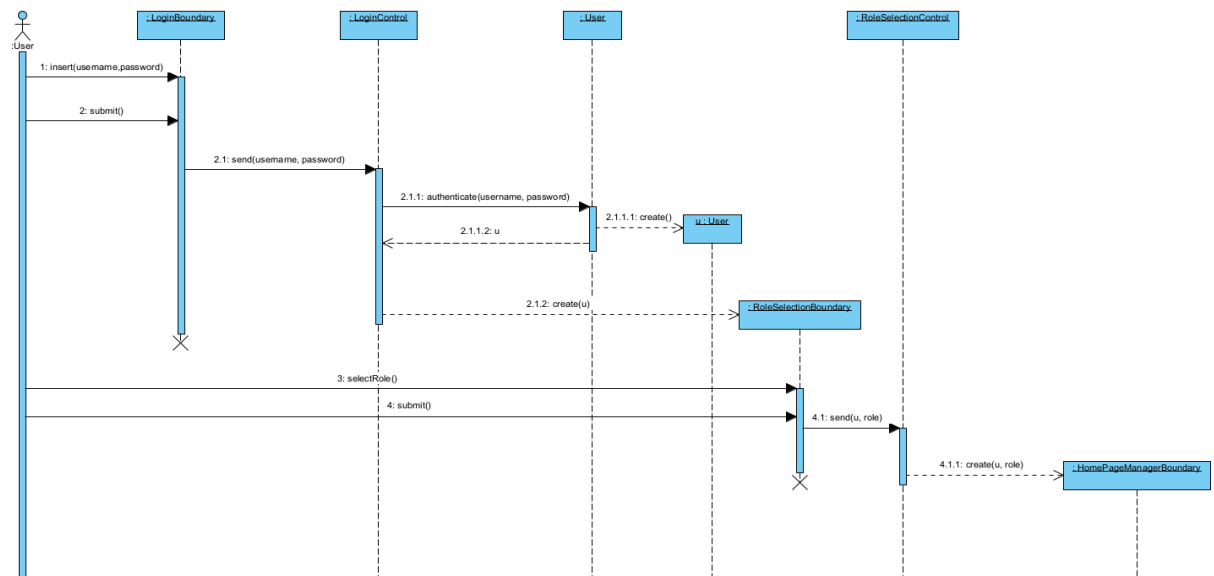 : LoginBoundary
: LoginControl
: User
: RoleSelectionControl
:User
1: insert(username,password)
2: submit()
2.1: send(username, password)
2.1.1: authenticate(username, password)
2.1.1.1: create()
u : User
2.1.1.2: u
2.1.2: create(u)
: RoleSelectionBoundary
3: selectRole()
4: submit()
4.1: send(u, role)
4.1.1: create(u, role)
: HomePageManagerBoundary